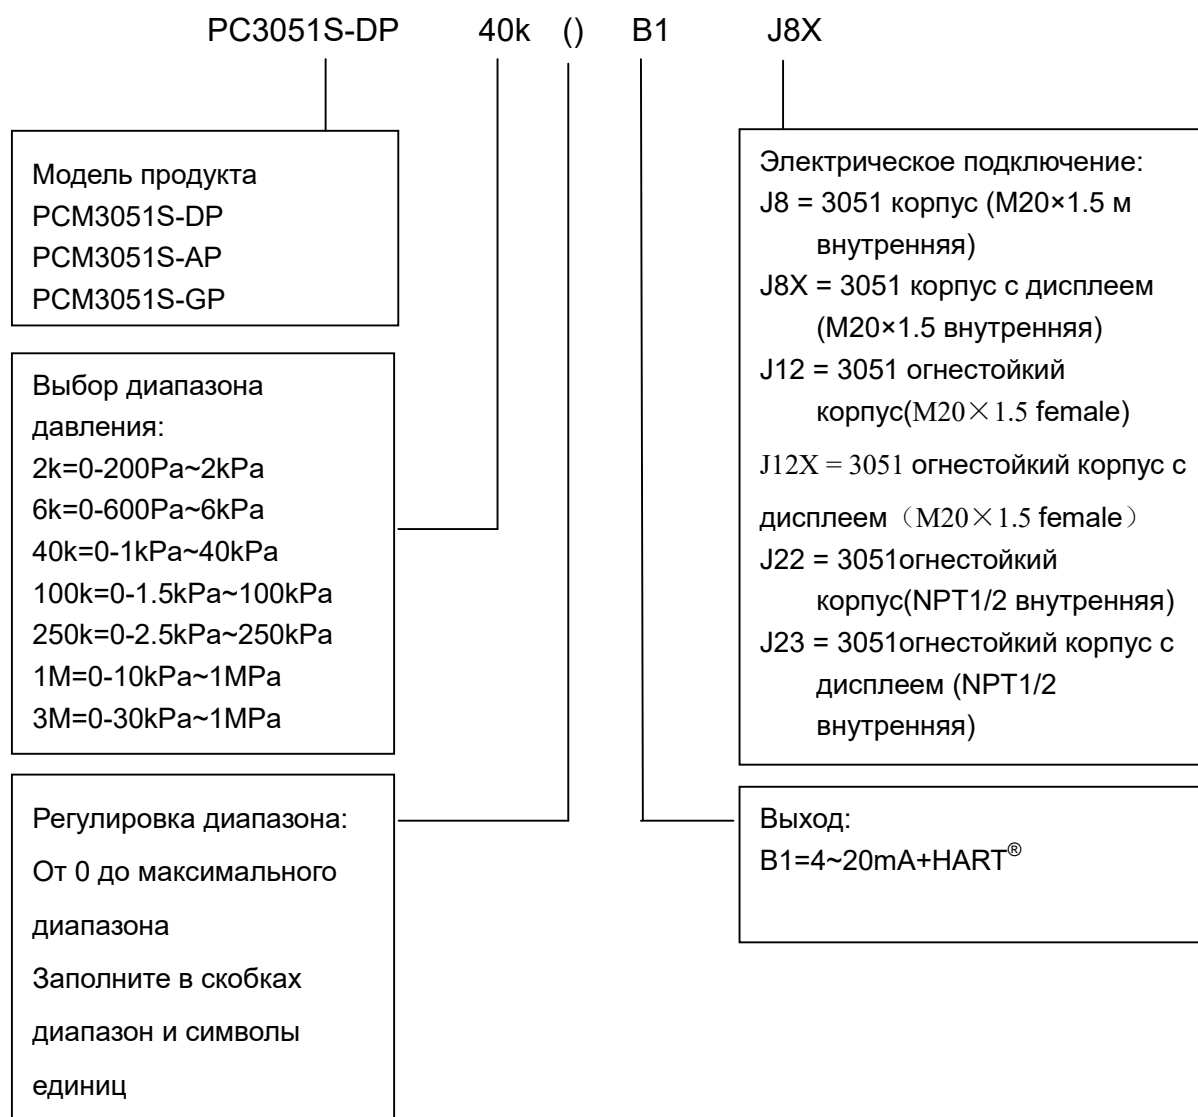 PC3051S-DP 40k () B1 J8X
Модель продукта
PCM3051S-DP
PCM3051S-AP
PCM3051S-GP
Выбор диапазона
давления:
2k=0-200Pa~2kPa
6k=0-600Pa~6kPa
40k=0-1kPa~40kPa
100k=0-1.5kPa~100kPa
250k=0-2.5kPa~250kPa
1M=0-10kPa~1MPa
3M=0-30kPa~1MPa
Регулировка диапазона:
От 0 до максимального
диапазона
Заполните в скобках
диапазон и символы
единиц
Электрическое подключение:
J8 = 3051 корпус (M20×1.5 м
внутренняя)
J8X = 3051 корпус с дисплеем
(M20×1.5 внутренняя)
J12 = 3051 огнестойкий
корпус(M20×1.5 female)
J12X = 3051 огнестойкий корпус с
дисплеем（M20×1.5 female）
J22 = 3051огнестойкий
корпус(NPT1/2 внутренняя)
J23 = 3051огнестойкий корпус с
дисплеем (NPT1/2
внутренняя)
Выход:
B1=4~20mA+HART®